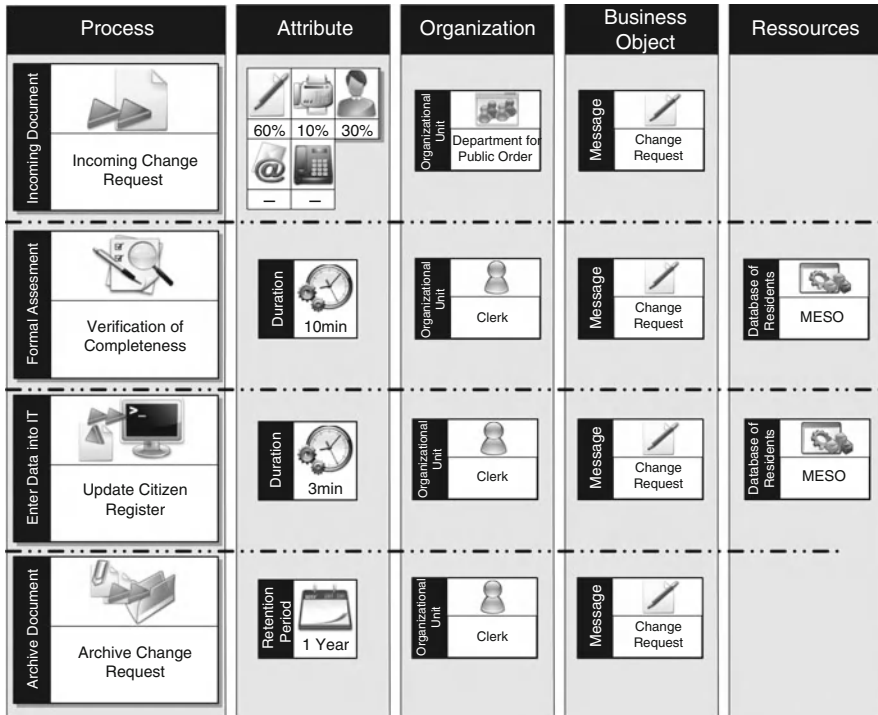 Process
Attribute
Organization
Business
Object
Ressources
Incoming Document
Incoming Change
Request
60% 10% 30%
@
– –
Organizational
Unit
Department for
Public Order
Message
Change
Request
Formal Assesment
Verification of
Completeness
Duration
10min
Organizational
Unit
Clerk
Message
Change
Request
Database of
Residents
MESO
Enter Data into IT
>_
Update Citizen
Register
Duration
3min
Organizational
Unit
Clerk
Message
Change
Request
Database of
Residents
MESO
Archive Document
Archive Change
Request
Retention
Period
1 Year
Organizational
Unit
Clerk
Message
Change
Request